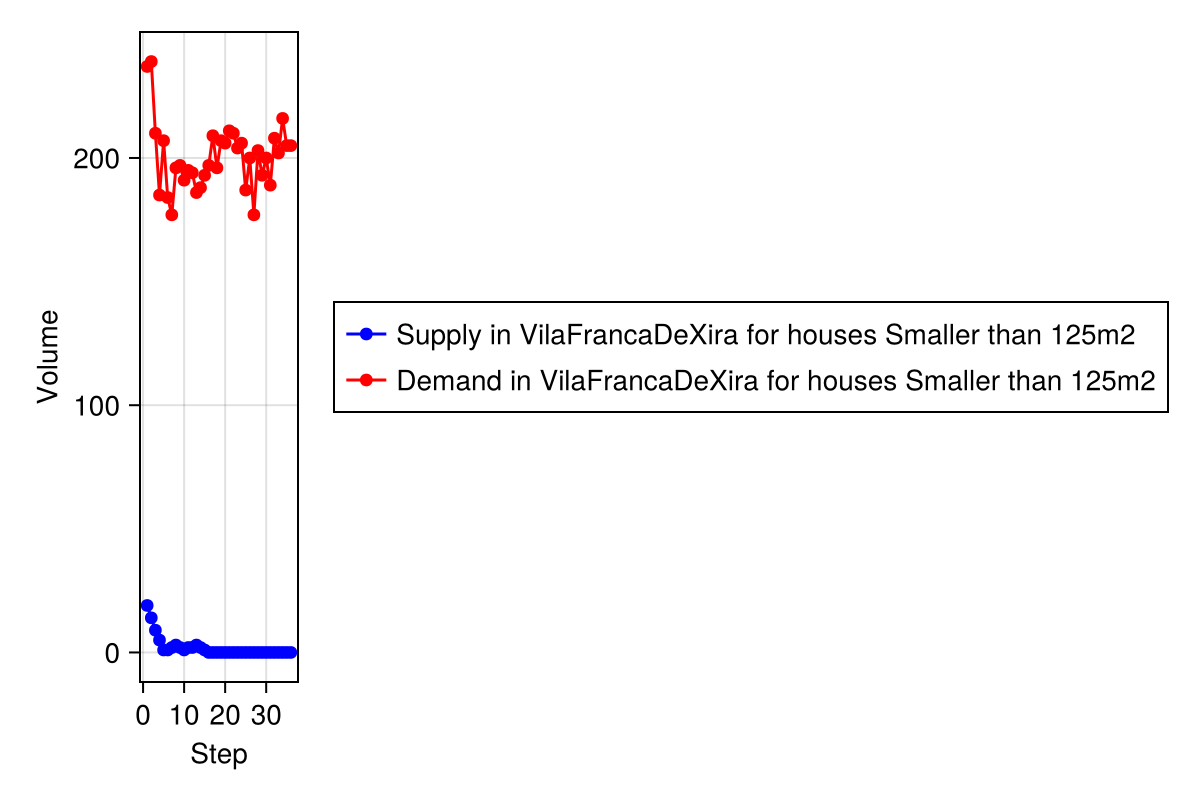 Volume
200
100
0
0 10 20 30
Step
Supply in VilaFrancaDeXira for houses Smaller than 125m2
Demand in VilaFrancaDeXira for houses Smaller than 125m2